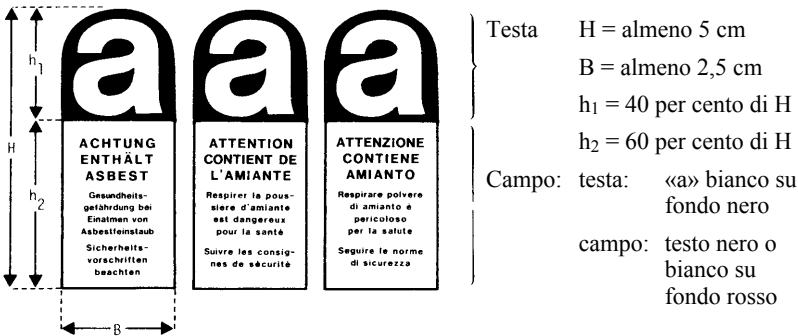 a
ACHTUNG
ENTHÄLT
ASBEST
Gesundheits-
gefährdung bei
Einatmen von
Asbestfeinstaub
Sicherheits-
vorschriften
beachten
a
ATTENTION
CONTIENT DE
L'AMIANTE
Respirer la pous-
sière d'amiante
est dangereux
pour la santé
Suivre les consig-
nes de sécurité
a
ATTENZIONE
CONTIENE
AMIANTO
Respirare polvere
di amianto è
pericoloso
per la salute
Seguire le norme
di sicurezza
H
h1
h2
B
Testa H = almeno 5 cm
B = almeno 2,5 cm
h1 = 40 per cento di H
h2 = 60 per cento di H
Campo: testa: «a» bianco su
fondo nero
campo: testo nero o
bianco su
fondo rosso